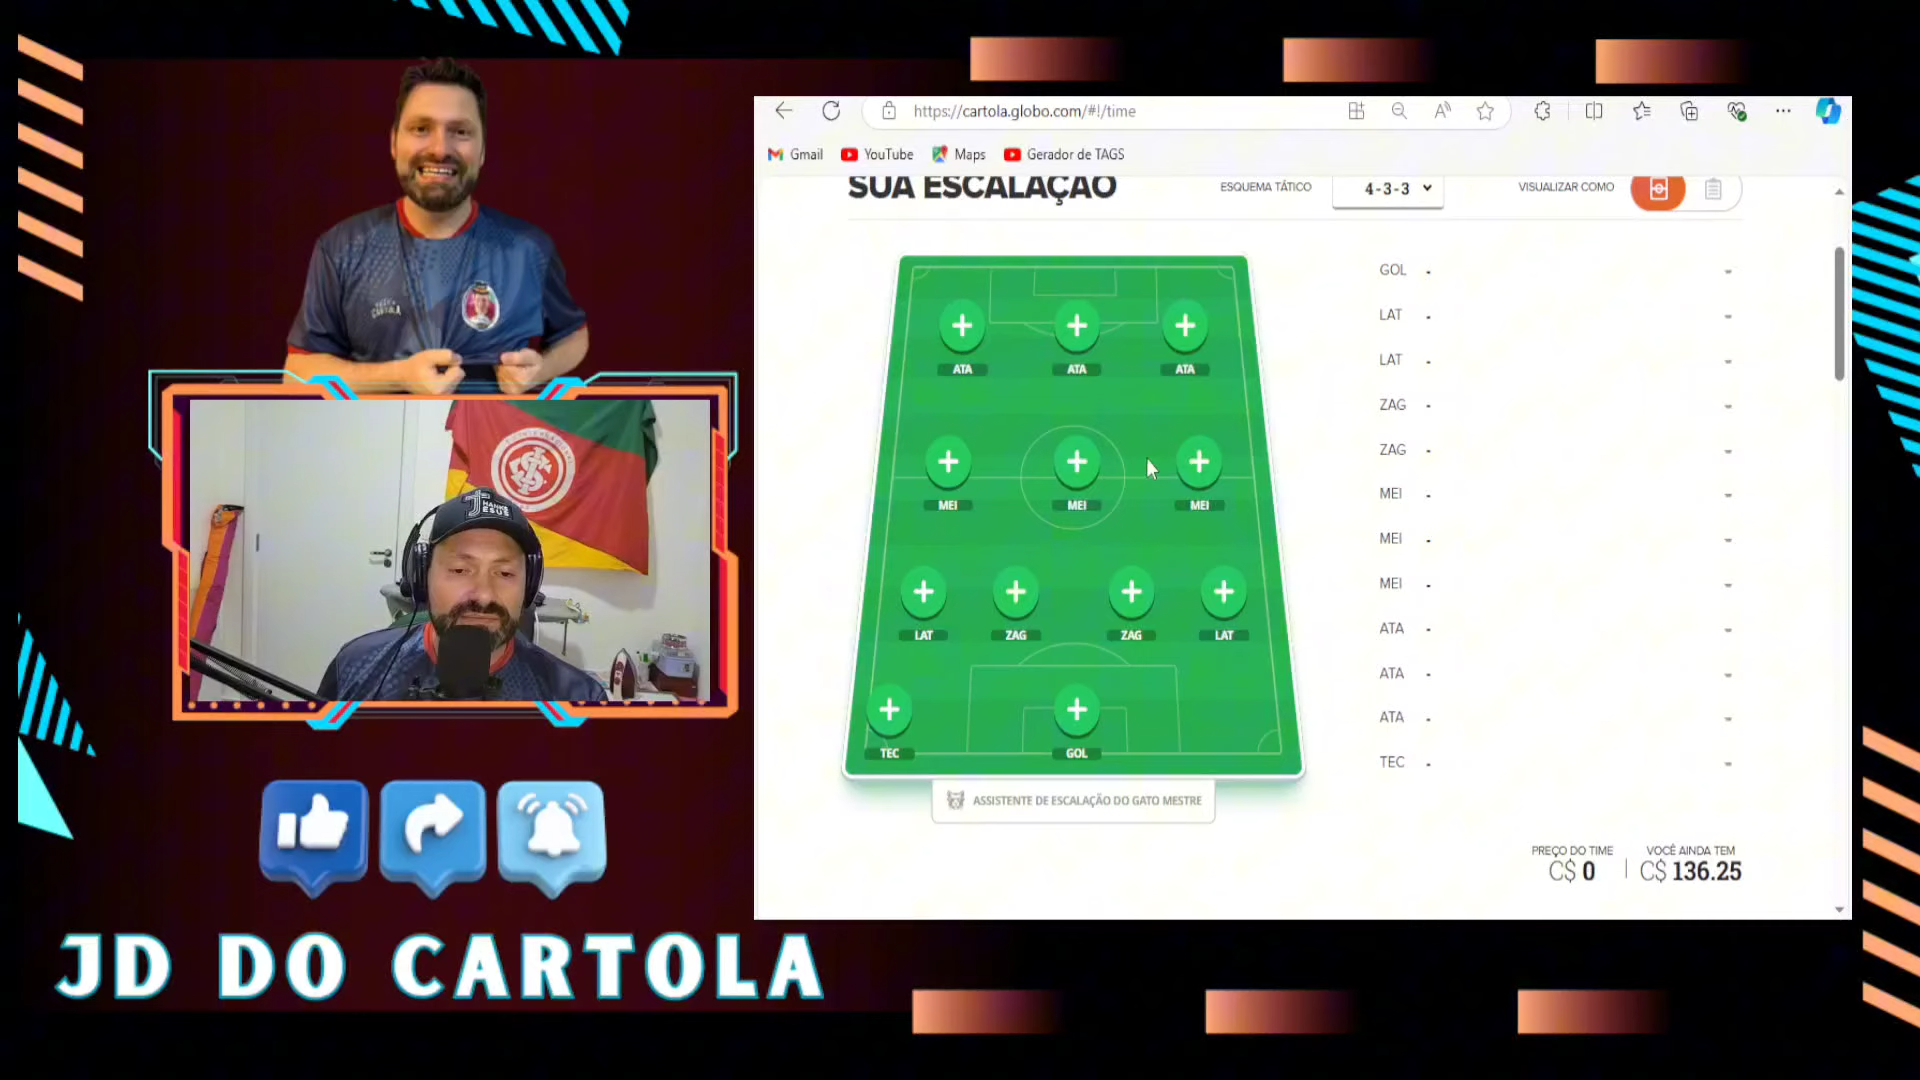 https://cartola.globo.com/#!/time
Gmail
YouTube
Maps
Gerador de TAGS
SUA ESCALAÇÃO
ESQUEMA TÁTICO
4-3-3
VISUALIZAR COMO
ATA
ATA
ATA
MEI
MEI
MEI
LAT
ZAG
ZAG
LAT
TEC
GOL
ASSISTENTE DE ESCALAÇÃO DO GATO MESTRE
GOL - -
LAT - -
LAT - -
ZAG - -
ZAG - -
MEI - -
MEI - -
MEI - -
ATA - -
ATA - -
ATA - -
TEC - -
PREÇO DO TIME
C$ 0
VOCÊ AINDA TEM
C$ 136.25
THANKS
JESUS
CARTOLA
JD DO CARTOLA